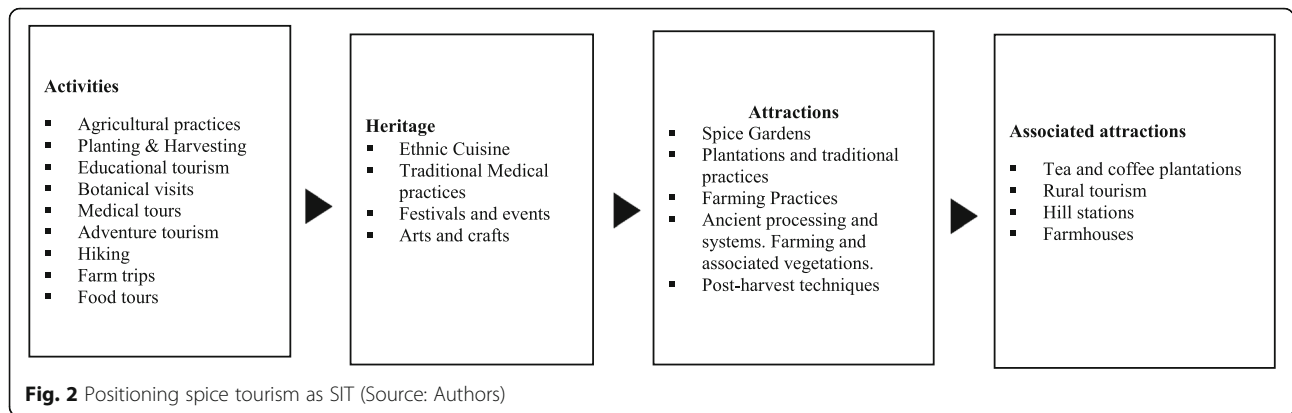 Activities
▪ Agricultural practices
▪ Planting & Harvesting
▪ Educational tourism
▪ Botanical visits
▪ Medical tours
▪ Adventure tourism
▪ Hiking
▪ Farm trips
▪ Food tours
Heritage
▪ Ethnic Cuisine
▪ Traditional Medical
practices
▪ Festivals and events
▪ Arts and crafts
Attractions
▪ Spice Gardens
▪ Plantations and traditional
practices
▪ Farming Practices
▪ Ancient processing and
systems. Farming and
associated vegetations.
▪ Post-harvest techniques
Associated attractions
▪ Tea and coffee plantations
▪ Rural tourism
▪ Hill stations
▪ Farmhouses
Fig. 2 Positioning spice tourism as SIT (Source: Authors)